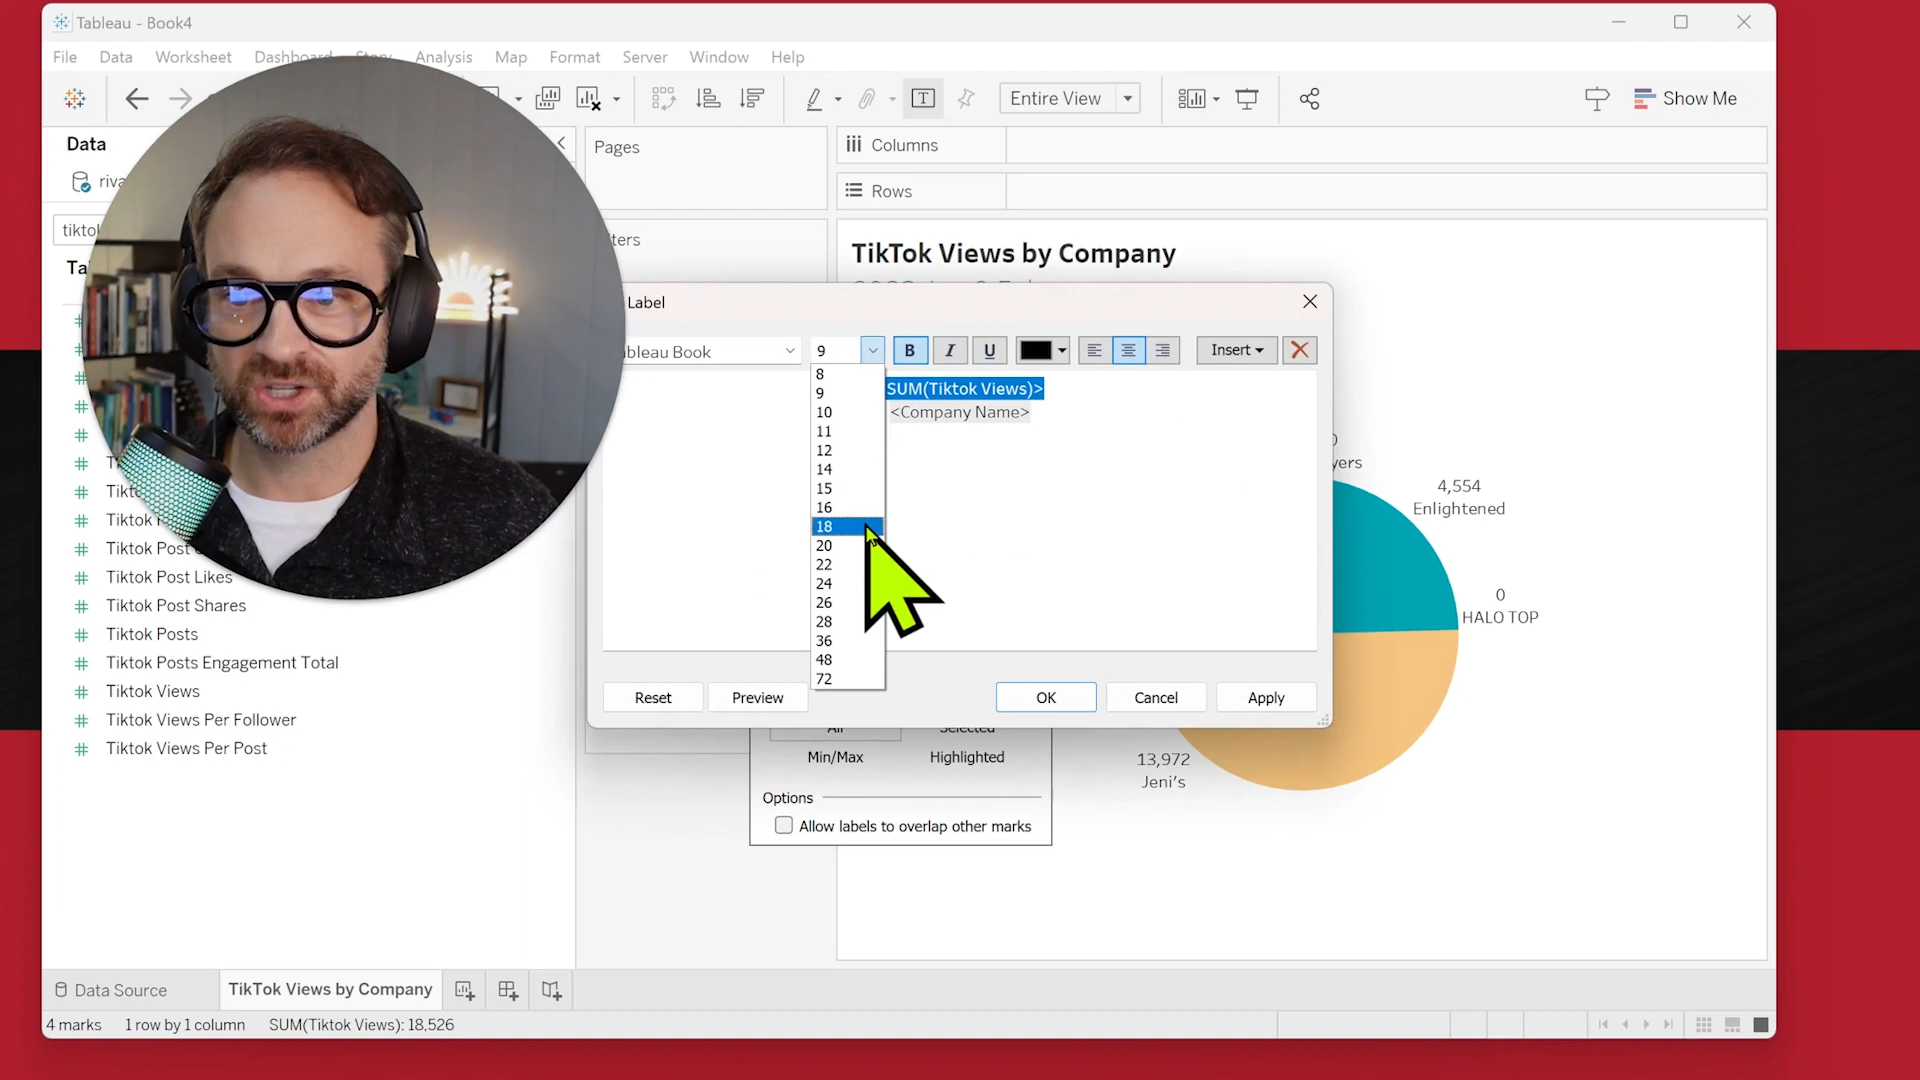 Tableau - Book4
File Data Worksheet Dashboard Story Analysis Map Format Server Window Help
Entire View
Show Me
Data
Pages
Columns
Rows
TikTok Views by Company
Label
Tableau Book
9
B I U
Insert
8
9
10
11
12
14
15
16
18
20
22
24
26
28
36
48
72
SUM(Tiktok Views)>
<Company Name>
Reset Preview OK Cancel Apply
Tiktok Post Likes
Tiktok Post Shares
Tiktok Posts
Tiktok Posts Engagement Total
Tiktok Views
Tiktok Views Per Follower
Tiktok Views Per Post
4,554
Enlightened
0
HALO TOP
13,972
Jeni's
Min/Max Highlighted
Options
Allow labels to overlap other marks
Data Source TikTok Views by Company
4 marks 1 row by 1 column SUM(Tiktok Views): 18,526